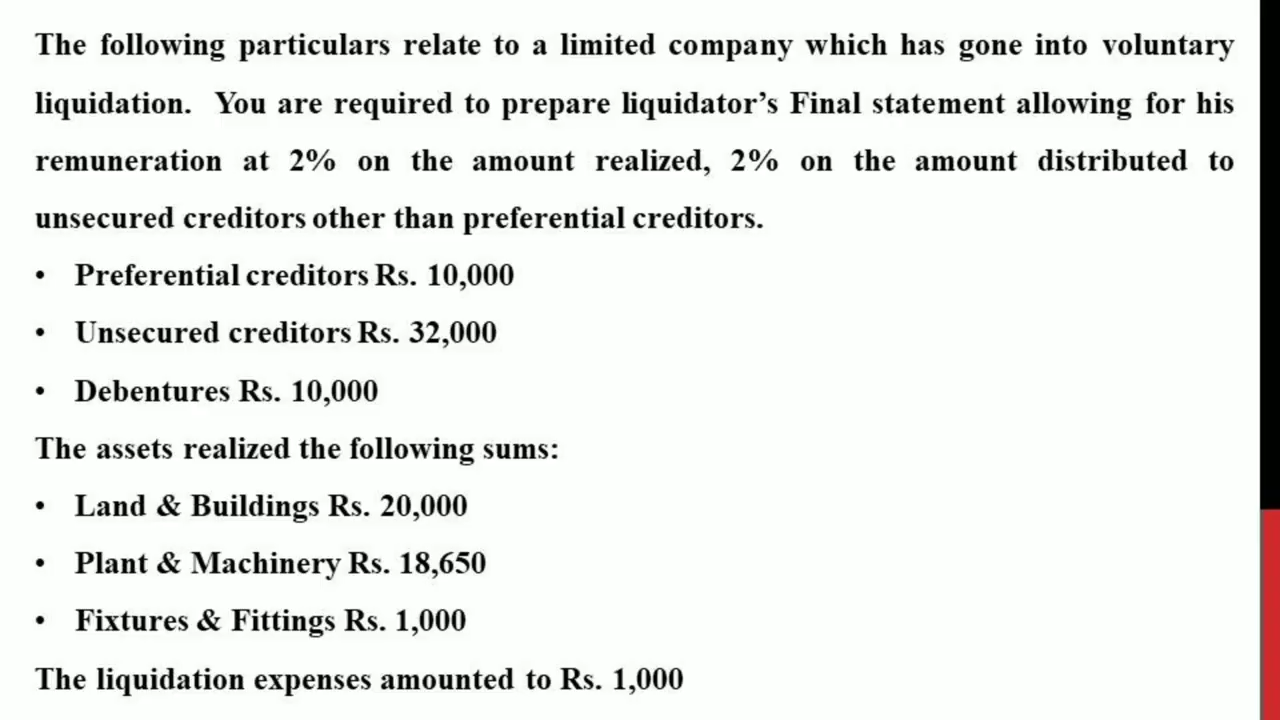 The following particulars relate to a limited company which has gone into voluntary
liquidation. You are required to prepare liquidator’s Final statement allowing for his
remuneration at 2% on the amount realized, 2% on the amount distributed to
unsecured creditors other than preferential creditors.
• Preferential creditors Rs. 10,000
• Unsecured creditors Rs. 32,000
• Debentures Rs. 10,000
The assets realized the following sums:
• Land & Buildings Rs. 20,000
• Plant & Machinery Rs. 18,650
• Fixtures & Fittings Rs. 1,000
The liquidation expenses amounted to Rs. 1,000